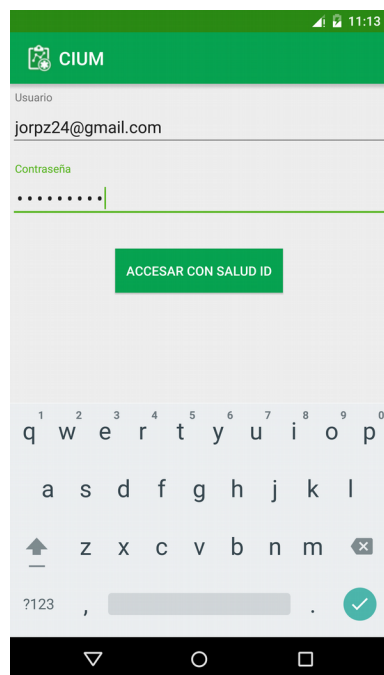 11:13
CIUM
Usuario
jorpz24@gmail.com
Contraseña
•••••••••
ACCESAR CON SALUD ID
1 2 3 4 5 6 7 8 9 0
q w e r t y u i o p
a s d f g h j k l
z x c v b n m
?123 , .